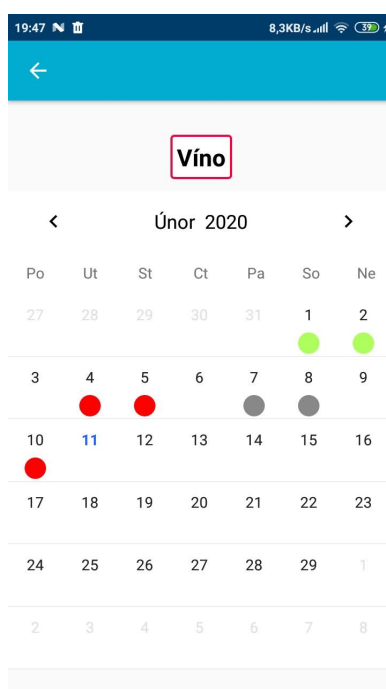 19:47 8,3KB/s 39
Víno
Únor 2020
Po Ut St Ct Pa So Ne
27 28 29 30 31 1 2
3 4 5 6 7 8 9
10 11 12 13 14 15 16
17 18 19 20 21 22 23
24 25 26 27 28 29 1
2 3 4 5 6 7 8